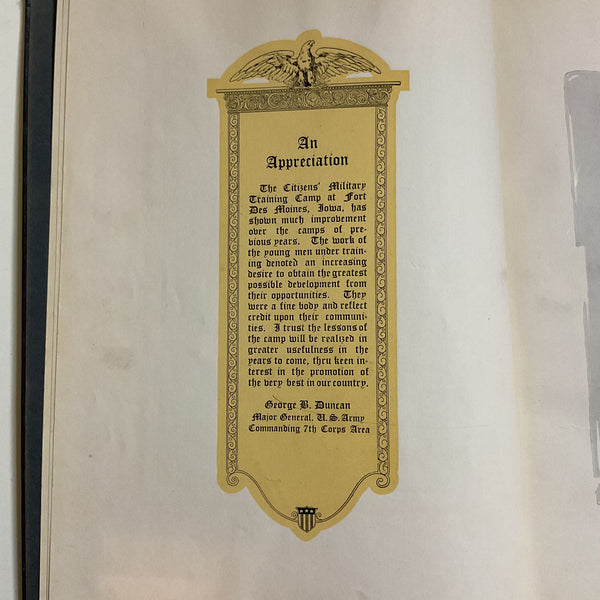 An
Appreciation
The Citizens' Military
Training Camp at Fort
Des Moines, Iowa, has
shown much improvement
over the camps of pre-
vious years. The work of
the young men under train-
ing denoted an increasing
desire to obtain the greatest
possible development from
their opportunities. They
were a fine body and reflect
credit upon their communi-
ties. I trust the lessons of
the camp will be realized in
greater usefulness in the
years to come, thru keen in-
terest in the promotion of
the very best in our country.
George B. Duncan
Major General, U. S. Army
Commanding 7th Corps Area